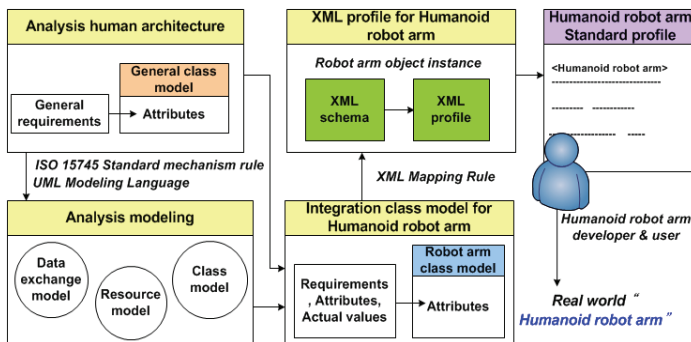 Analysis human architecture
General class
model
General
requirements
Attributes
ISO 15745 Standard mechanism rule
UML Modeling Language
Analysis modeling
Data
exchange
model
Resource
model
Class
model
XML profile for Humanoid
robot arm
Robot arm object instance
XML
schema
XML
profile
XML Mapping Rule
Integration class model for
Humanoid robot arm
Requirements
, Attributes,
Actual values
Robot arm
class model
Attributes
Humanoid robot arm
Standard profile
<Humanoid robot arm>
Humanoid robot arm
developer & user
Real world “
Humanoid robot arm ”